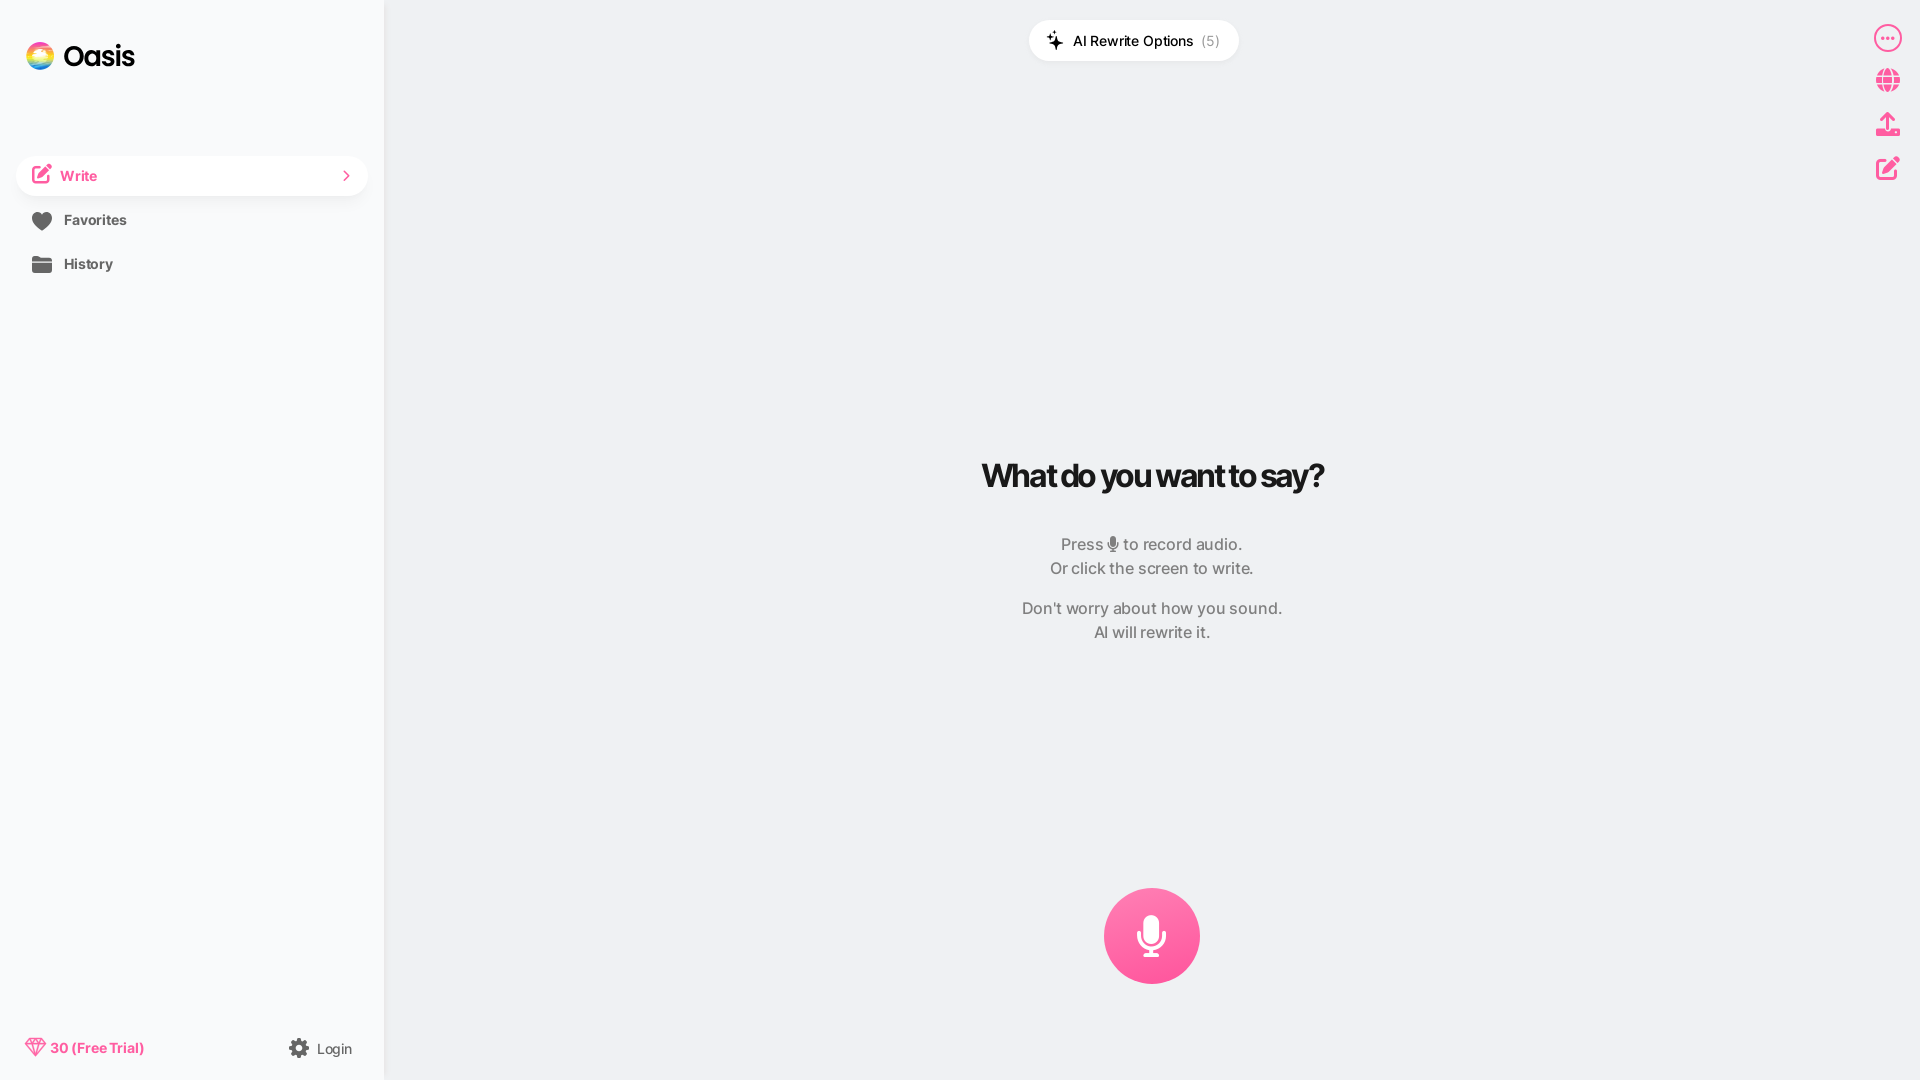 Oasis
Write
Favorites
History
30 (Free Trial)
Login
AI Rewrite Options (5)
What do you want to say?
Press to record audio.
Or click the screen to write.
Don't worry about how you sound.
AI will rewrite it.